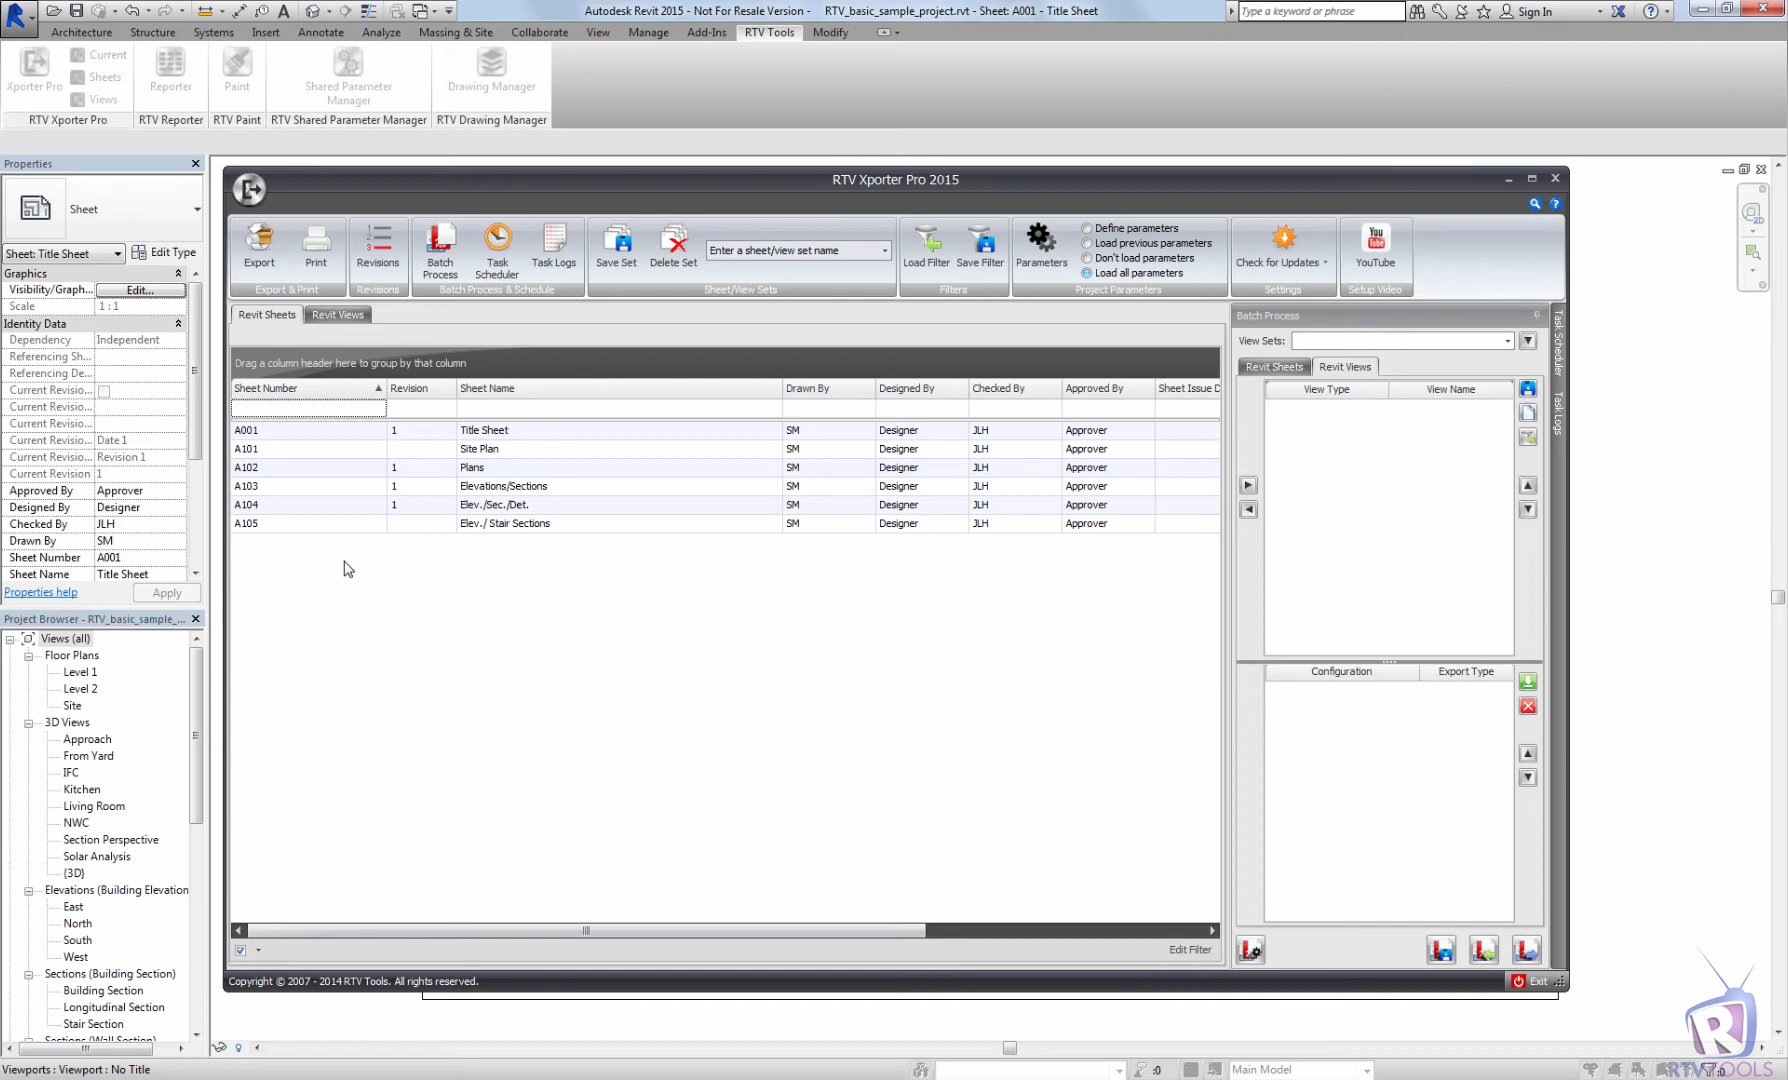 Autodesk Revit 2015 - Not For Resale Version - RTV_basic_sample_project.rvt - Sheet: A001 - Title Sheet
Type a keyword or phrase
Sign In
Architecture Structure Systems Insert Annotate Analyze Massing & Site Collaborate View Manage Add-Ins RTV Tools Modify
Xporter Pro
Current
Sheets
Views
Reporter
Paint
Shared Parameter Manager
Drawing Manager
RTV Xporter Pro RTV Reporter RTV Paint RTV Shared Parameter Manager RTV Drawing Manager
Properties
Sheet
Sheet: Title Sheet Edit Type
Graphics
Visibility/Graph... Edit...
Scale 1 : 1
Identity Data
Dependency Independent
Referencing Sh...
Referencing De...
Current Revisio...
Current Revisio...
Current Revisio...
Current Revisio... Date 1
Current Revisio... Revision 1
Current Revision 1
Approved By Approver
Designed By Designer
Checked By JLH
Drawn By SM
Sheet Number A001
Sheet Name Title Sheet
Properties help Apply
Project Browser - RTV_basic_sample_...
Views (all)
Floor Plans
Level 1
Level 2
Site
3D Views
Approach
From Yard
IFC
Kitchen
Living Room
NWC
Section Perspective
Solar Analysis
{3D}
Elevations (Building Elevation
East
North
South
West
Sections (Building Section)
Building Section
Longitudinal Section
Stair Section
Sections (Wall Section)
Viewports : Viewport : No Title
RTV Xporter Pro 2015
Export
Print
Export & Print
Revisions
Revisions
Batch Process
Task Scheduler
Task Logs
Batch Process & Schedule
Save Set
Delete Set
Enter a sheet/view set name
Sheet/View Sets
Load Filter
Save Filter
Filters
Parameters
Define parameters
Load previous parameters
Don't load parameters
Load all parameters
Project Parameters
Check for Updates
Settings
You Tube
YouTube
Setup Video
Revit Sheets Revit Views
Drag a column header here to group by that column
Sheet Number Revision Sheet Name Drawn By Designed By Checked By Approved By Sheet Issue D
A001 1 Title Sheet SM Designer JLH Approver
A101 Site Plan SM Designer JLH Approver
A102 1 Plans SM Designer JLH Approver
A103 1 Elevations/Sections SM Designer JLH Approver
A104 1 Elev./Sec./Det. SM Designer JLH Approver
A105 Elev./ Stair Sections SM Designer JLH Approver
Edit Filter
Batch Process
View Sets:
Revit Sheets Revit Views
View Type View Name
Configuration Export Type
Task Scheduler
Task Logs
Copyright © 2007 - 2014 RTV Tools. All rights reserved.
Exit
:0
Main Model
:0
R
RTV TOOLS